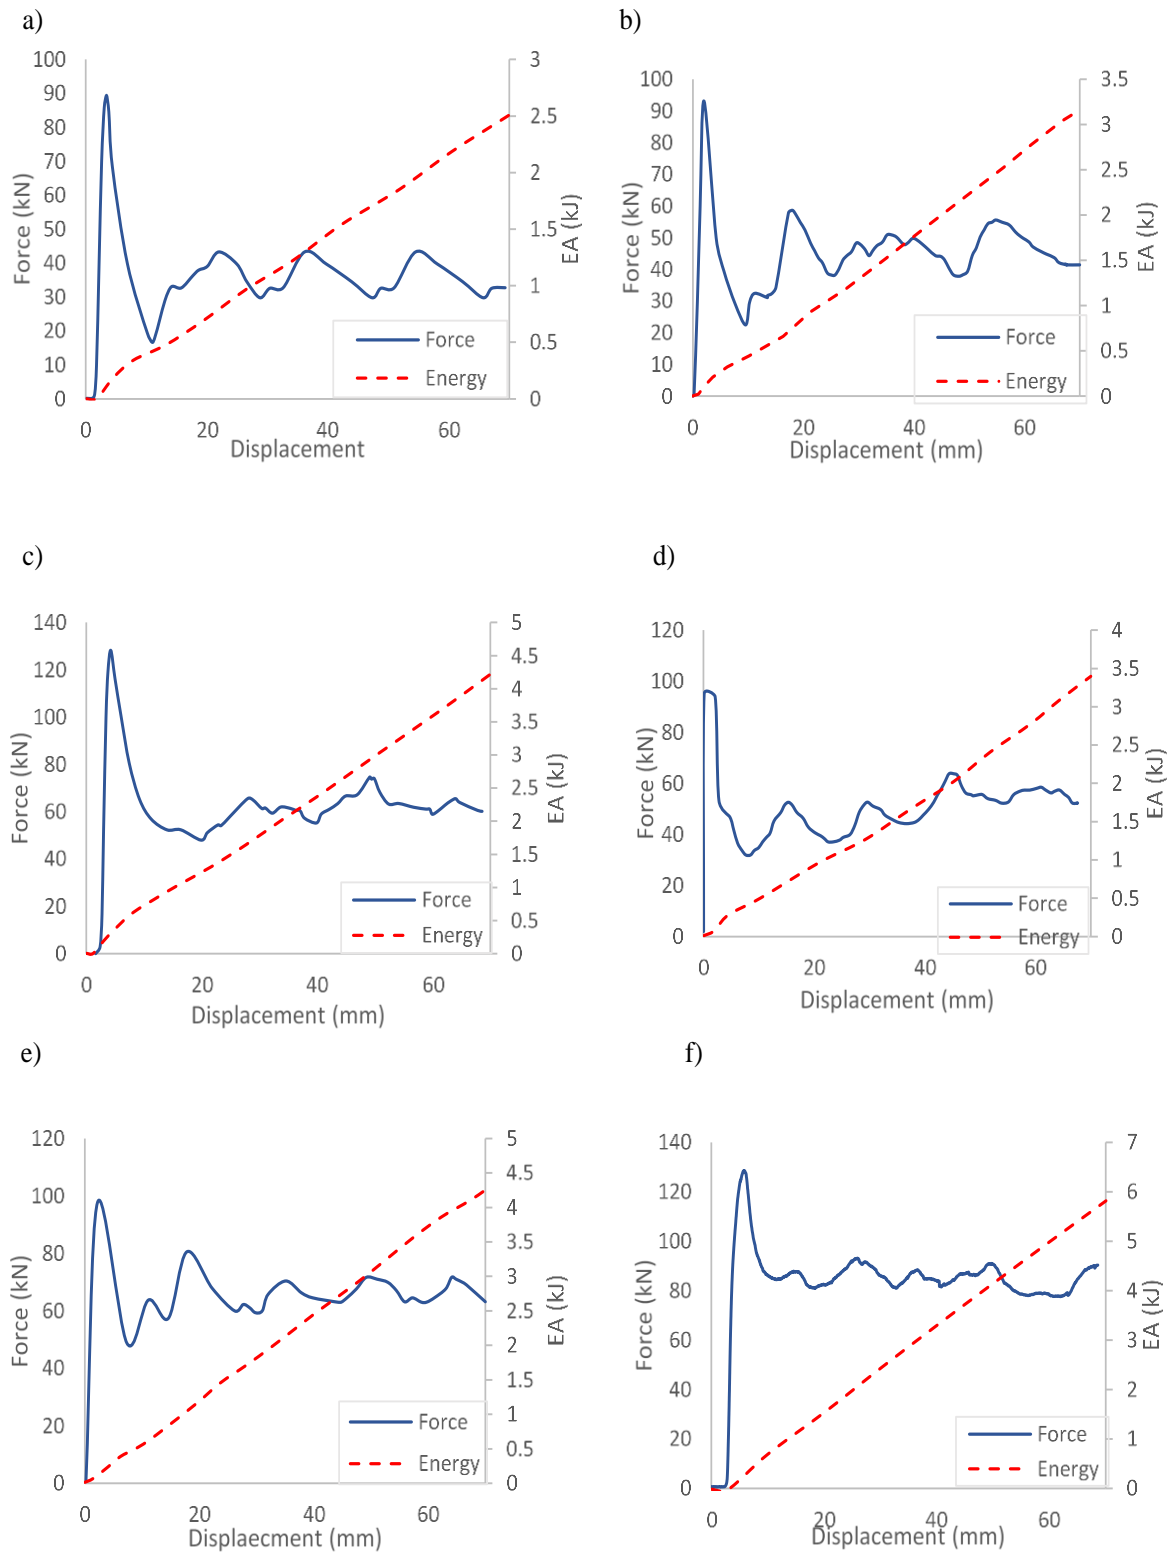 a)
100
90
80
70
60
50
40
30
20
10
0
Force (kN)
3
2.5
2
1.5
1
0.5
0
EA (kJ)
Force
Energy
0 20 40 60
Displacement
b)
100
90
80
70
60
50
40
30
20
10
0
Force (kN)
3.5
3
2.5
2
1.5
1
0.5
0
EA (kJ)
Force
Energy
0 20 40 60
Displacement (mm)
c)
140
120
100
80
60
40
20
0
Force (kN)
5
4.5
4
3.5
3
2.5
2
1.5
1
0.5
0
EA (kJ)
Force
Energy
0 20 40 60
Displacement (mm)
d)
120
100
80
60
40
20
0
Force (kN)
4
3.5
3
2.5
2
1.5
1
0.5
0
EA (kJ)
Force
Energy
0 20 40 60
Displacement (mm)
e)
120
100
80
60
40
20
0
Force (kN)
5
4.5
4
3.5
3
2.5
2
1.5
1
0.5
0
EA (kJ)
Force
Energy
0 20 40 60
Displaecment (mm)
f)
140
120
100
80
60
40
20
0
Force (kN)
7
6
5
4
3
2
1
0
EA (kJ)
Force
Energy
0 20 40 60
Displacement (mm)